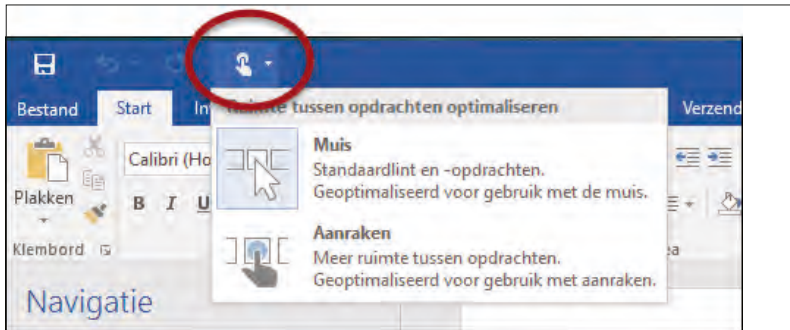 Bestand Start In Verzend
Ruimte tussen opdrachten optimaliseren
Muis
Standaardlint en -opdrachten.
Geoptimaliseerd voor gebruik met de muis.
Aanraken
Meer ruimte tussen opdrachten.
Geoptimaliseerd voor gebruik met aanraken.
Calibri (Ho
Plakken
B I U
Klembord
Navigatie